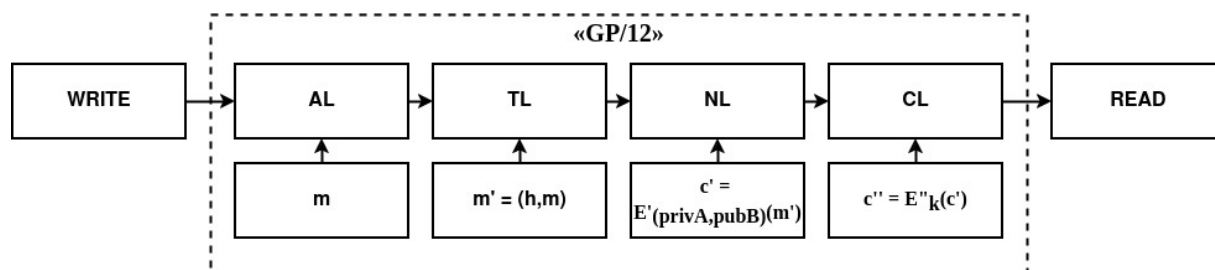 «GP/12»
WRITE
AL
TL
NL
CL
READ
m
m' = (h,m)
c' =
E'(privA,pubB)(m')
c'' = E"k(c')